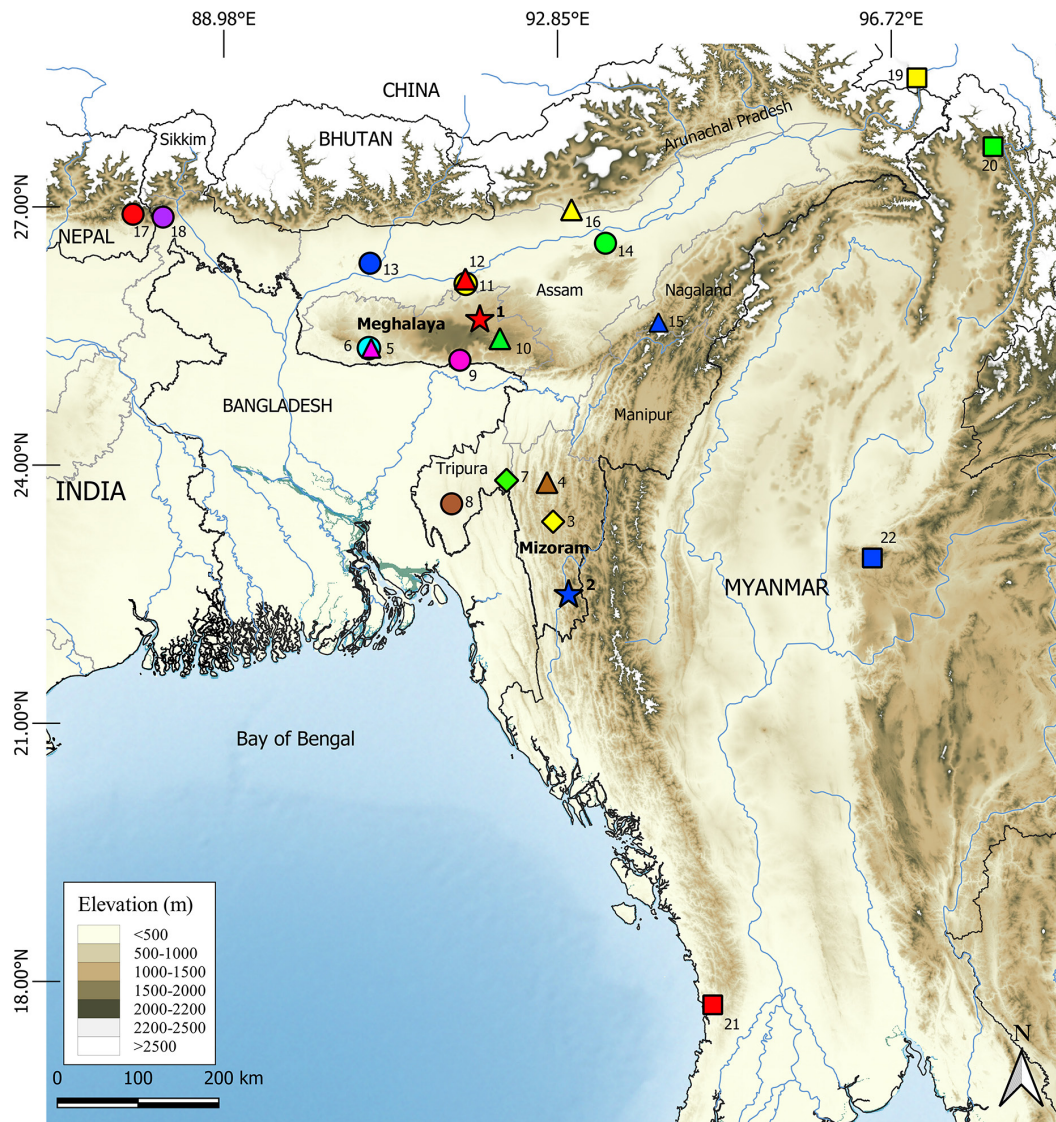 88.98°E 92.85°E 96.72°E
CHINA
19
BHUTAN
Arunachal Pradesh
Sikkim
20
27.00°N
NEPAL
17
18
16
14
12
13
11
Assam
Nagaland
1
Meghalaya
15
6
5
10
9
BANGLADESH
Manipur
24.00°N
Tripura
7
4
INDIA
8
3
Mizoram
22
2
MYANMAR
21.00°N
Bay of Bengal
Elevation (m)
<500
500-1000
1000-1500
1500-2000
2000-2200
2200-2500
>2500
18.00°N
21
N
0 100 200 km